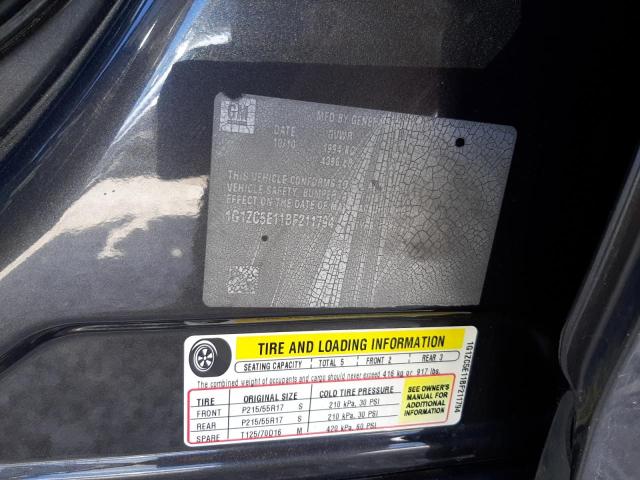 GM
MFD BY GENERAL
DATE GVWR
10/10 1994 KG
4396 LB
THIS VEHICLE CONFORMS TO
VEHICLE SAFETY, BUMPER
EFFECT ON THE DATE OF
1G1ZC5E11BF211794
TIRE AND LOADING INFORMATION
SEATING CAPACITY TOTAL 5 FRONT 2 REAR 3
The combined weight of occupants and cargo should never exceed 416 kg or 917 lbs.
TIRE ORIGINAL SIZE COLD TIRE PRESSURE
FRONT P215/55R17 S 210 kPa, 30 PSI
REAR P215/55R17 S 210 kPa, 30 PSI
SPARE T125/70D16 M 420 kPa, 60 PSI
SEE OWNER'S
MANUAL FOR
ADDITIONAL
INFORMATION
1G1ZC5E11BF211794